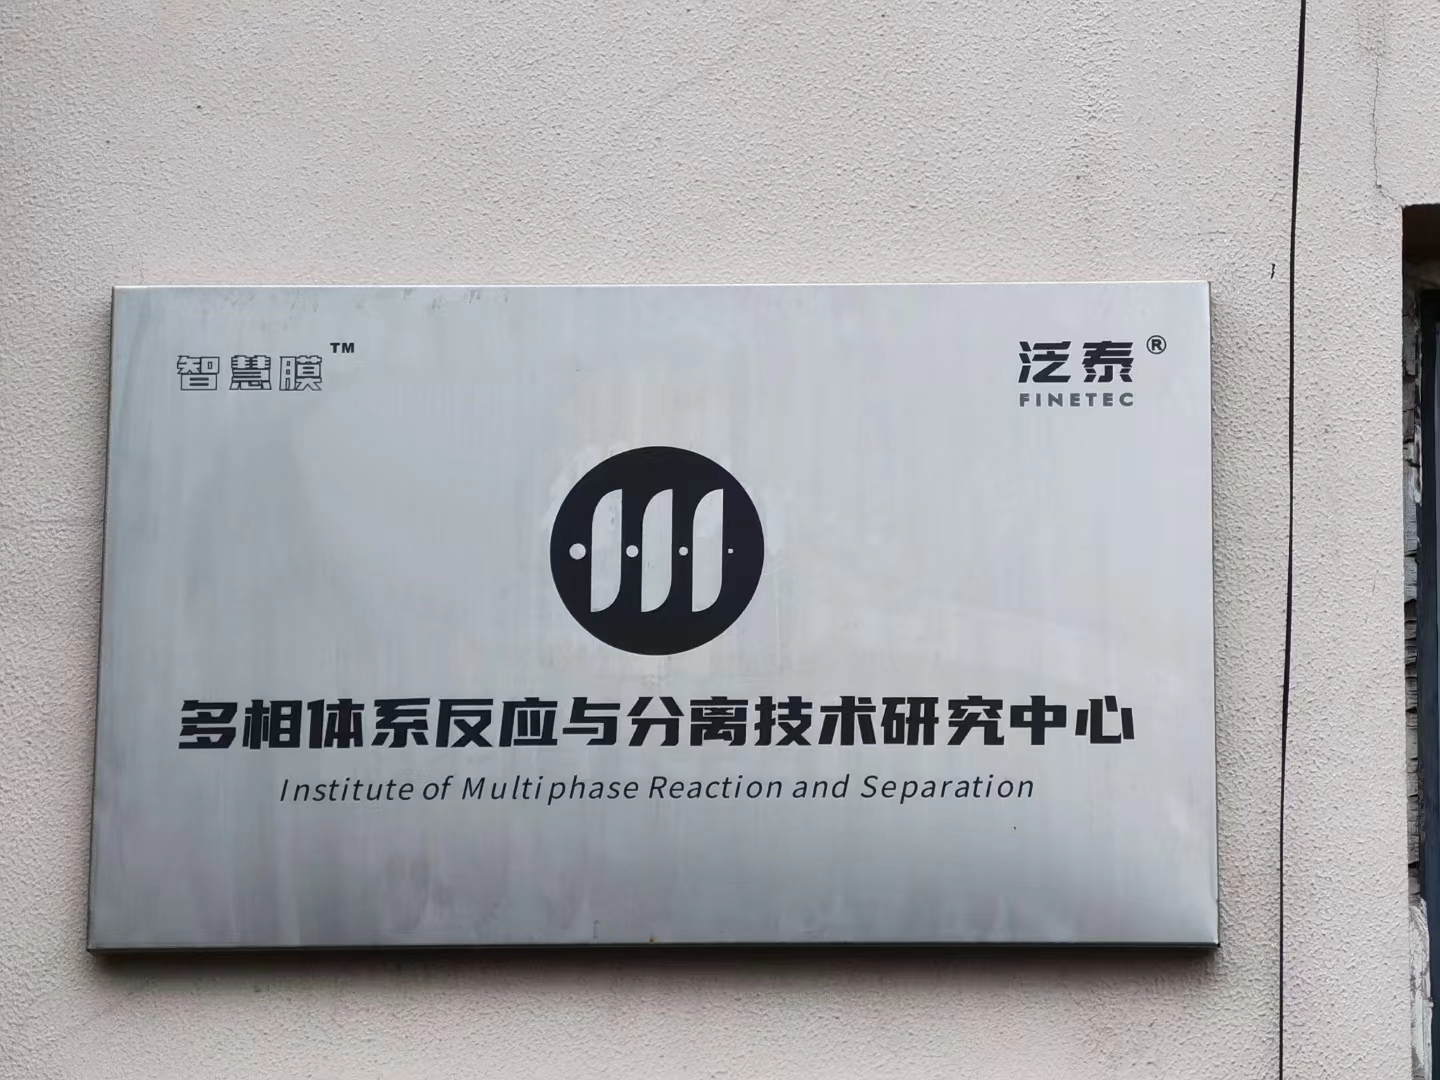 智慧膜™
泛泰®
FINETEC
多相体系反应与分离技术研究中心
Institute of Multiphase Reaction and Separation